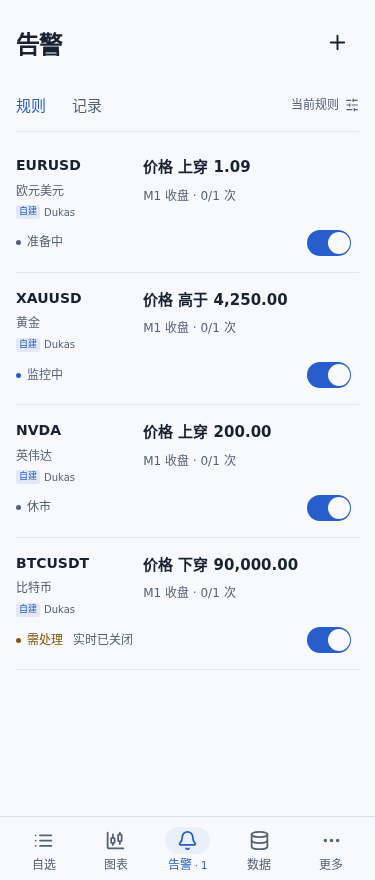 告警
规则 记录 当前规则
EURUSD 价格 上穿 1.09
欧元美元 M1 收盘 · 0/1 次
自建 Dukas
准备中
XAUUSD 价格 高于 4,250.00
黄金 M1 收盘 · 0/1 次
自建 Dukas
监控中
NVDA 价格 上穿 200.00
英伟达 M1 收盘 · 0/1 次
自建 Dukas
休市
BTCUSDT 价格 下穿 90,000.00
比特币 M1 收盘 · 0/1 次
自建 Dukas
需处理 实时已关闭
自选 图表 告警 · 1 数据 更多